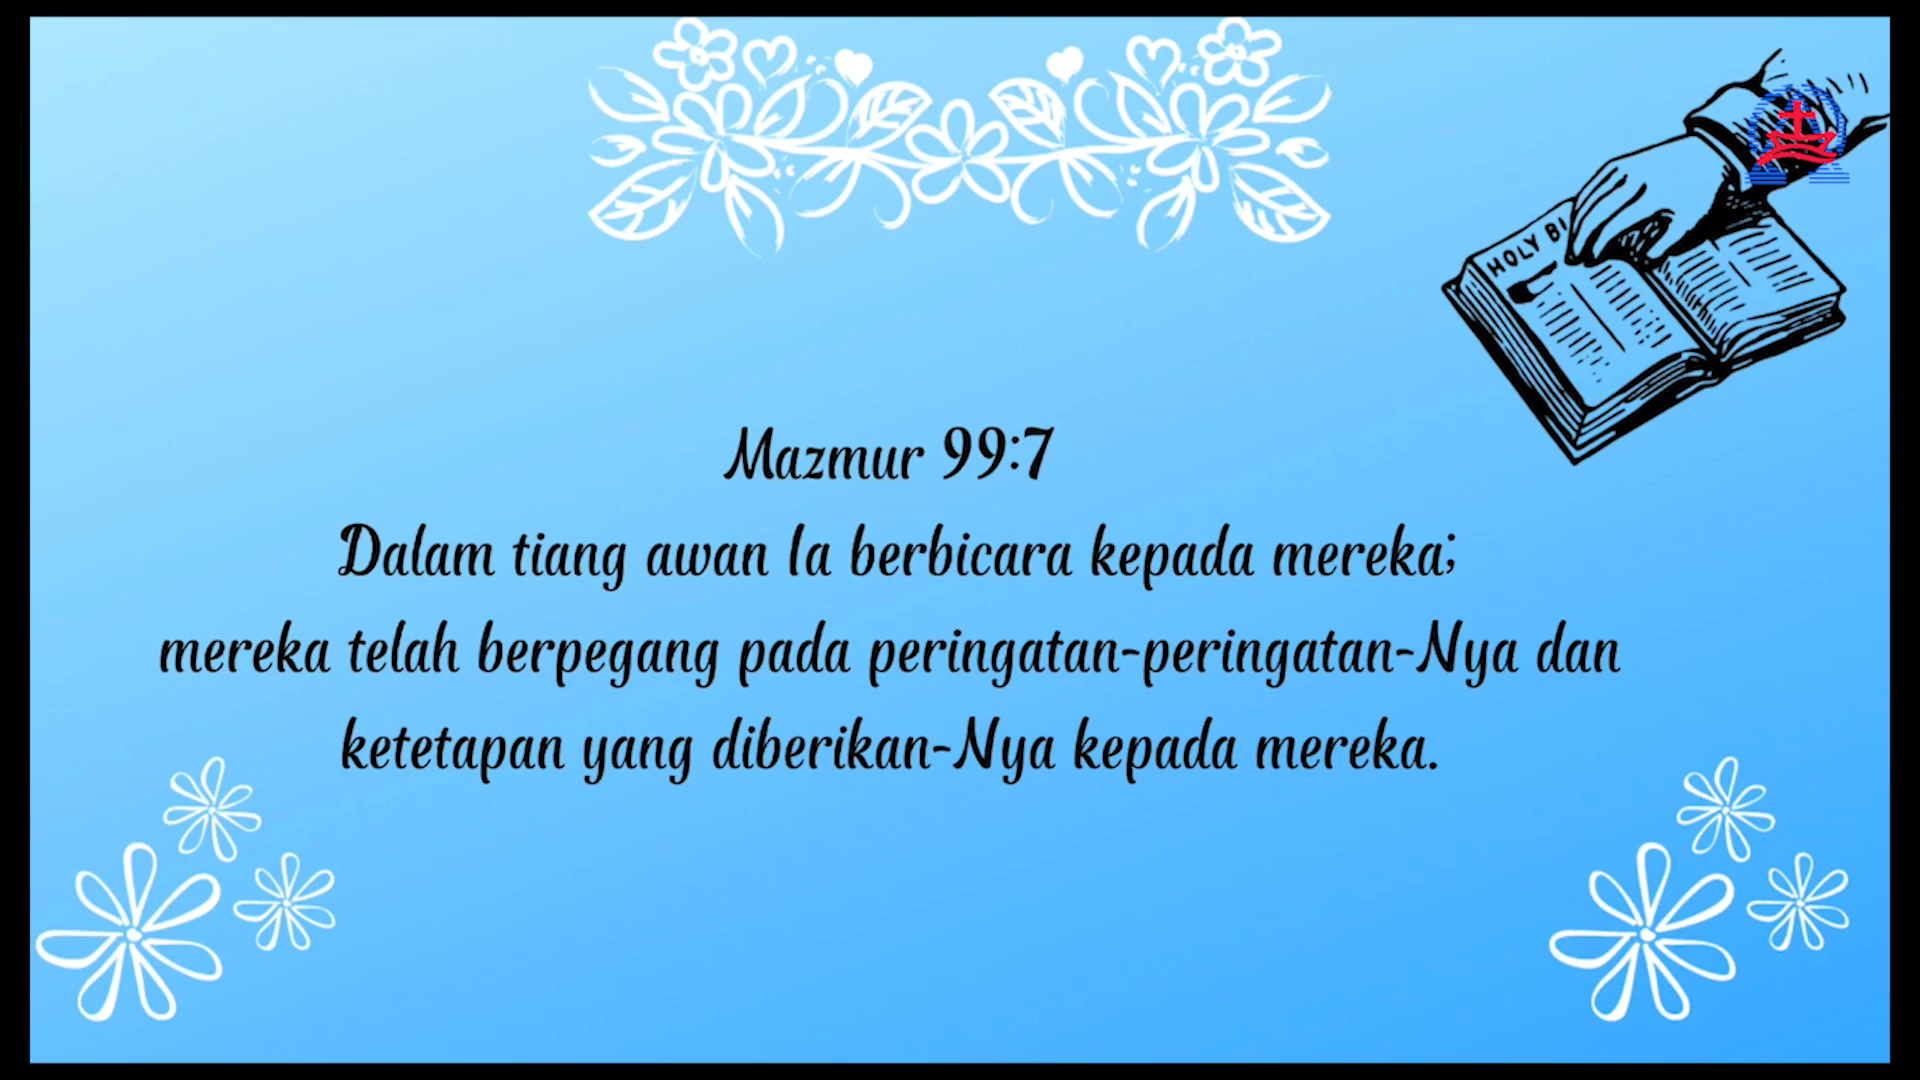 HOLY BI
Mazmur 99:7
Dalam tiang awan Ia berbicara kepada mereka;
mereka telah berpegang pada peringatan-peringatan-Nya dan
ketetapan yang diberikan-Nya kepada mereka.